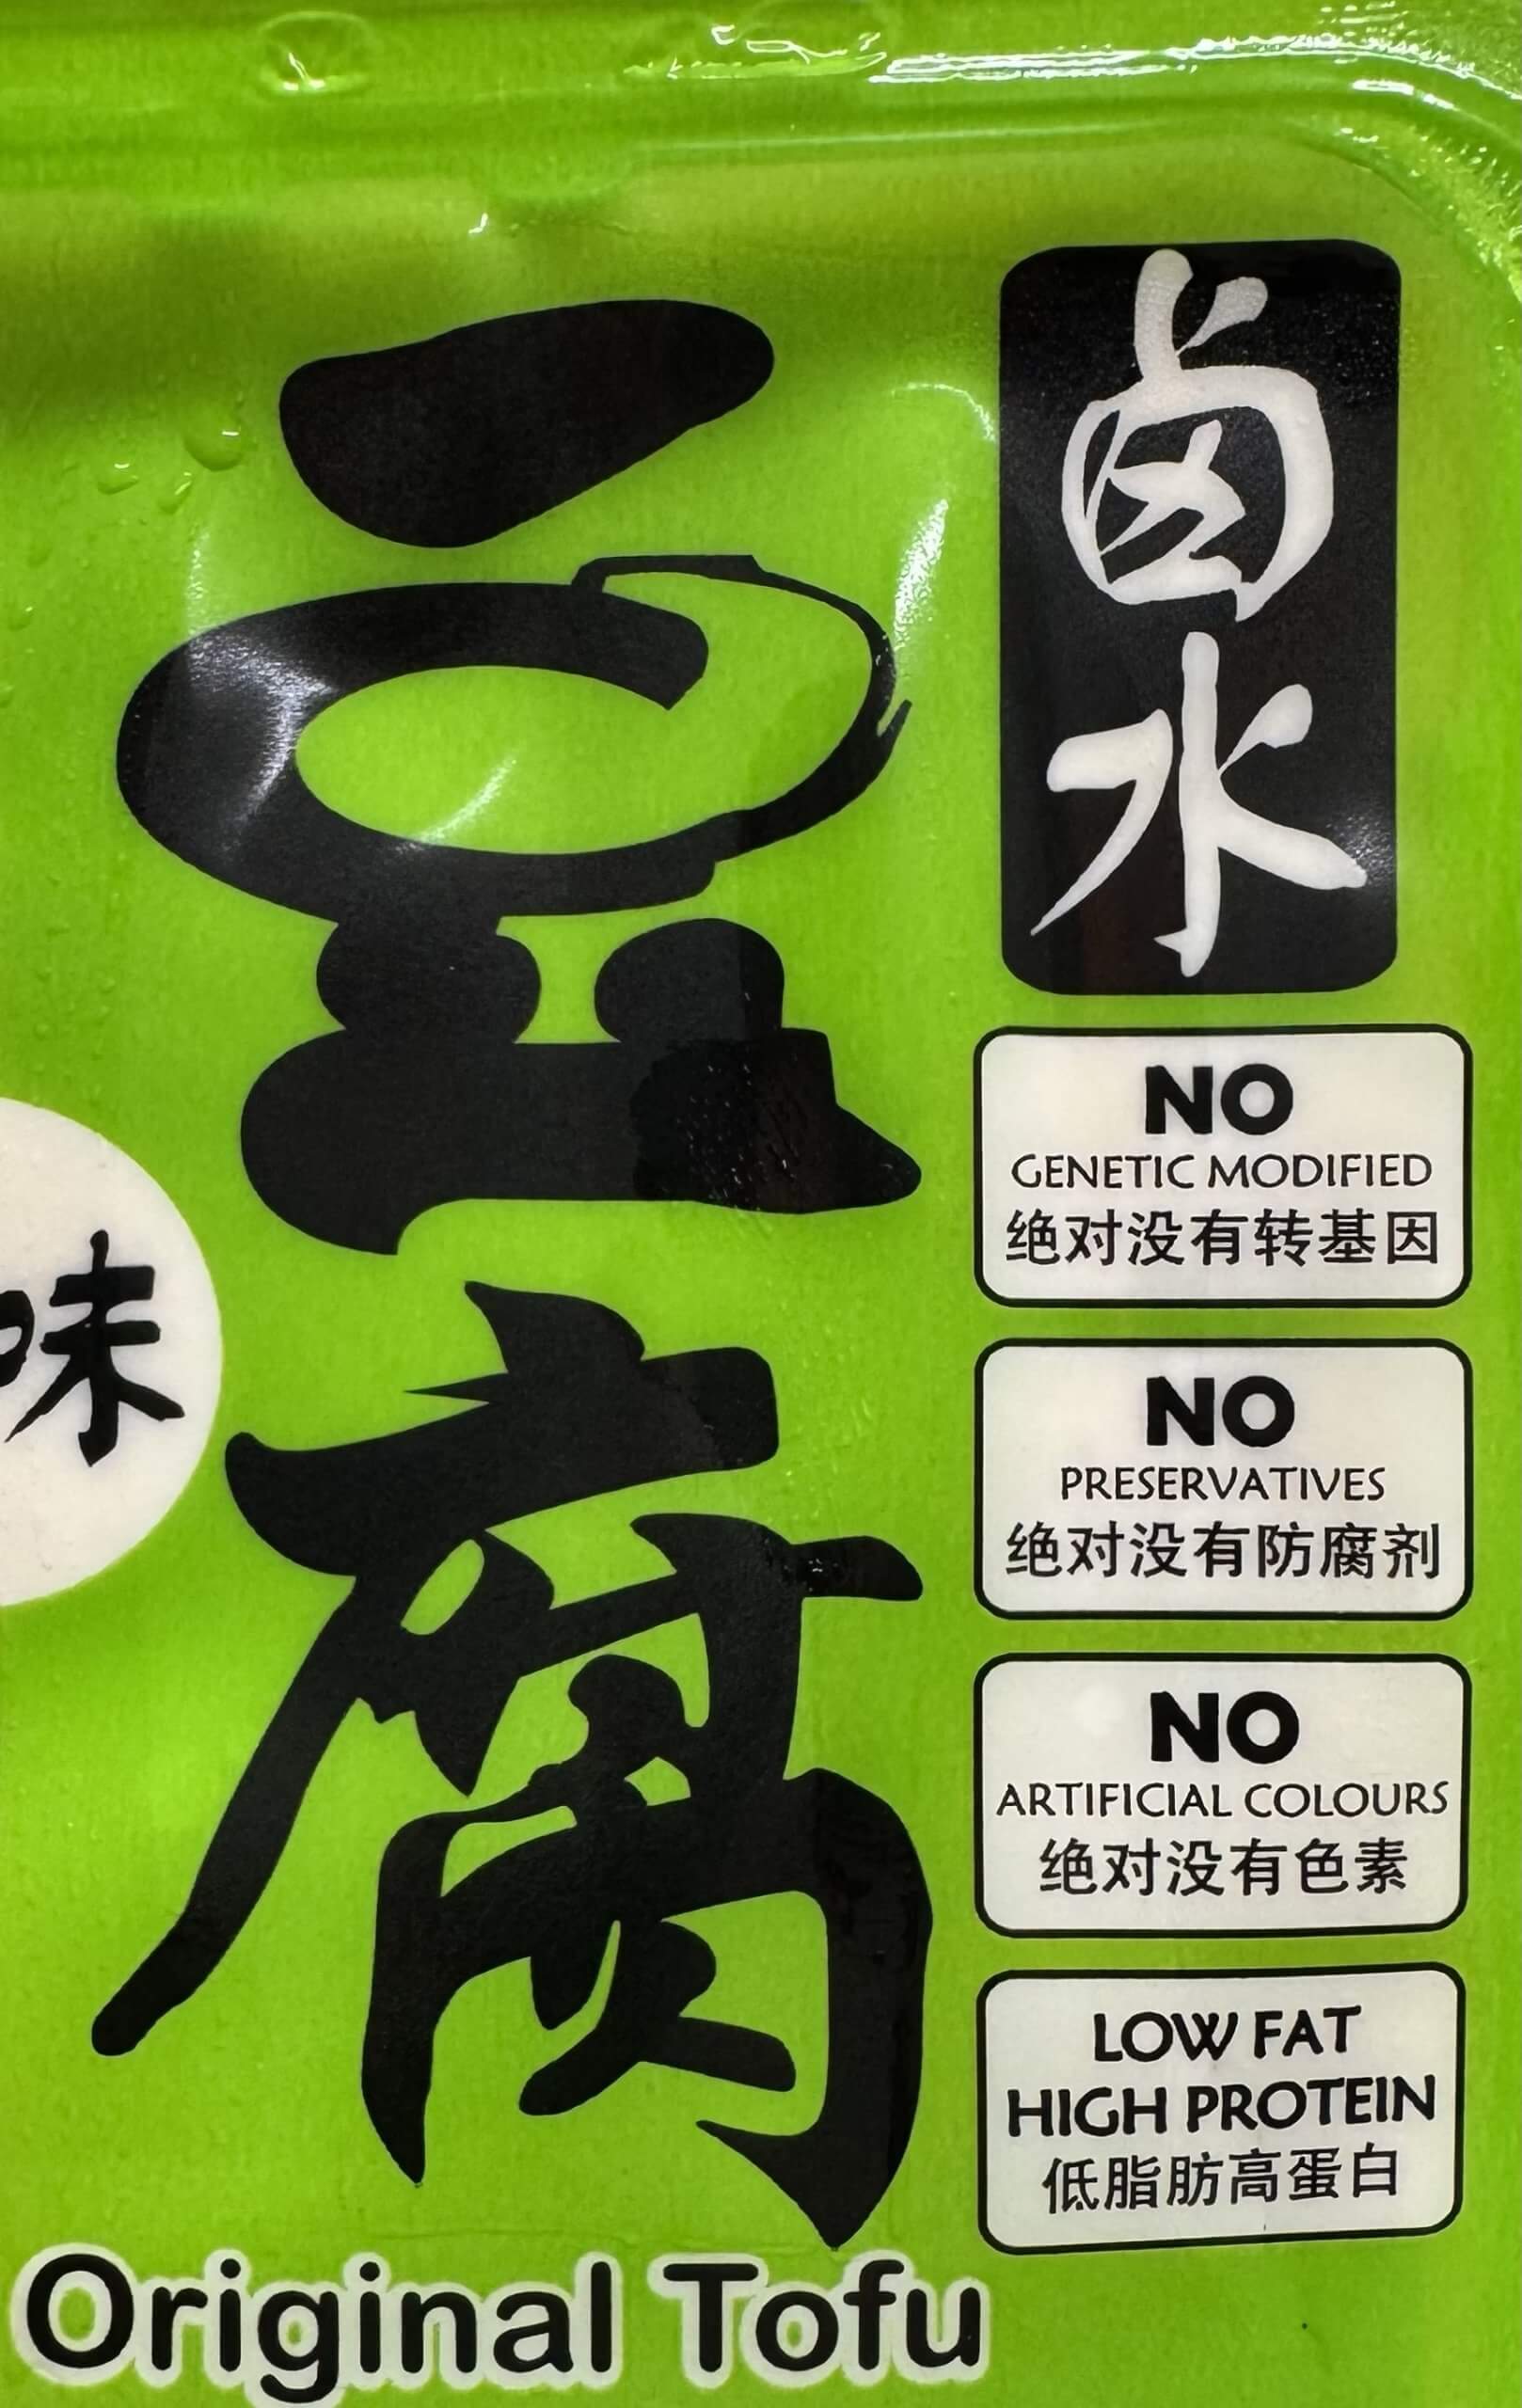 豆腐
卤水
味
NO
GENETIC MODIFIED
绝对没有转基因
NO
PRESERVATIVES
绝对没有防腐剂
NO
ARTIFICIAL COLOURS
绝对没有色素
LOW FAT
HIGH PROTEIN
低脂肪高蛋白
Original Tofu